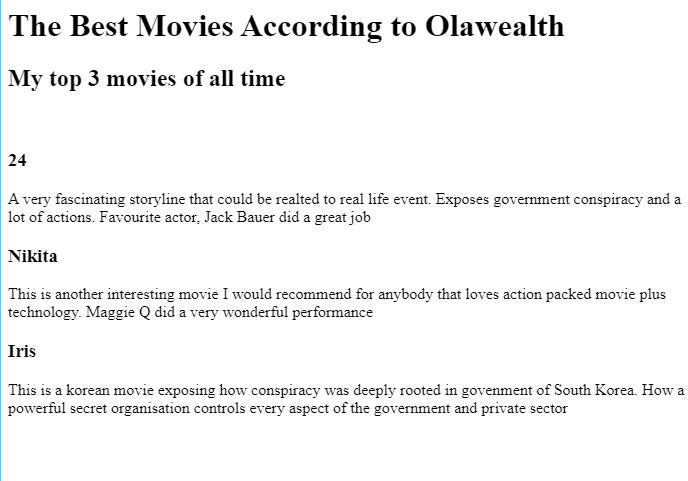 The Best Movies According to Olawealth
My top 3 movies of all time
24
A very fascinating storyline that could be realted to real life event. Exposes government conspiracy and a
lot of actions. Favourite actor, Jack Bauer did a great job
Nikita
This is another interesting movie I would recommend for anybody that loves action packed movie plus
technology. Maggie Q did a very wonderful performance
Iris
This is a korean movie exposing how conspiracy was deeply rooted in govenment of South Korea. How a
powerful secret organisation controls every aspect of the government and private sector